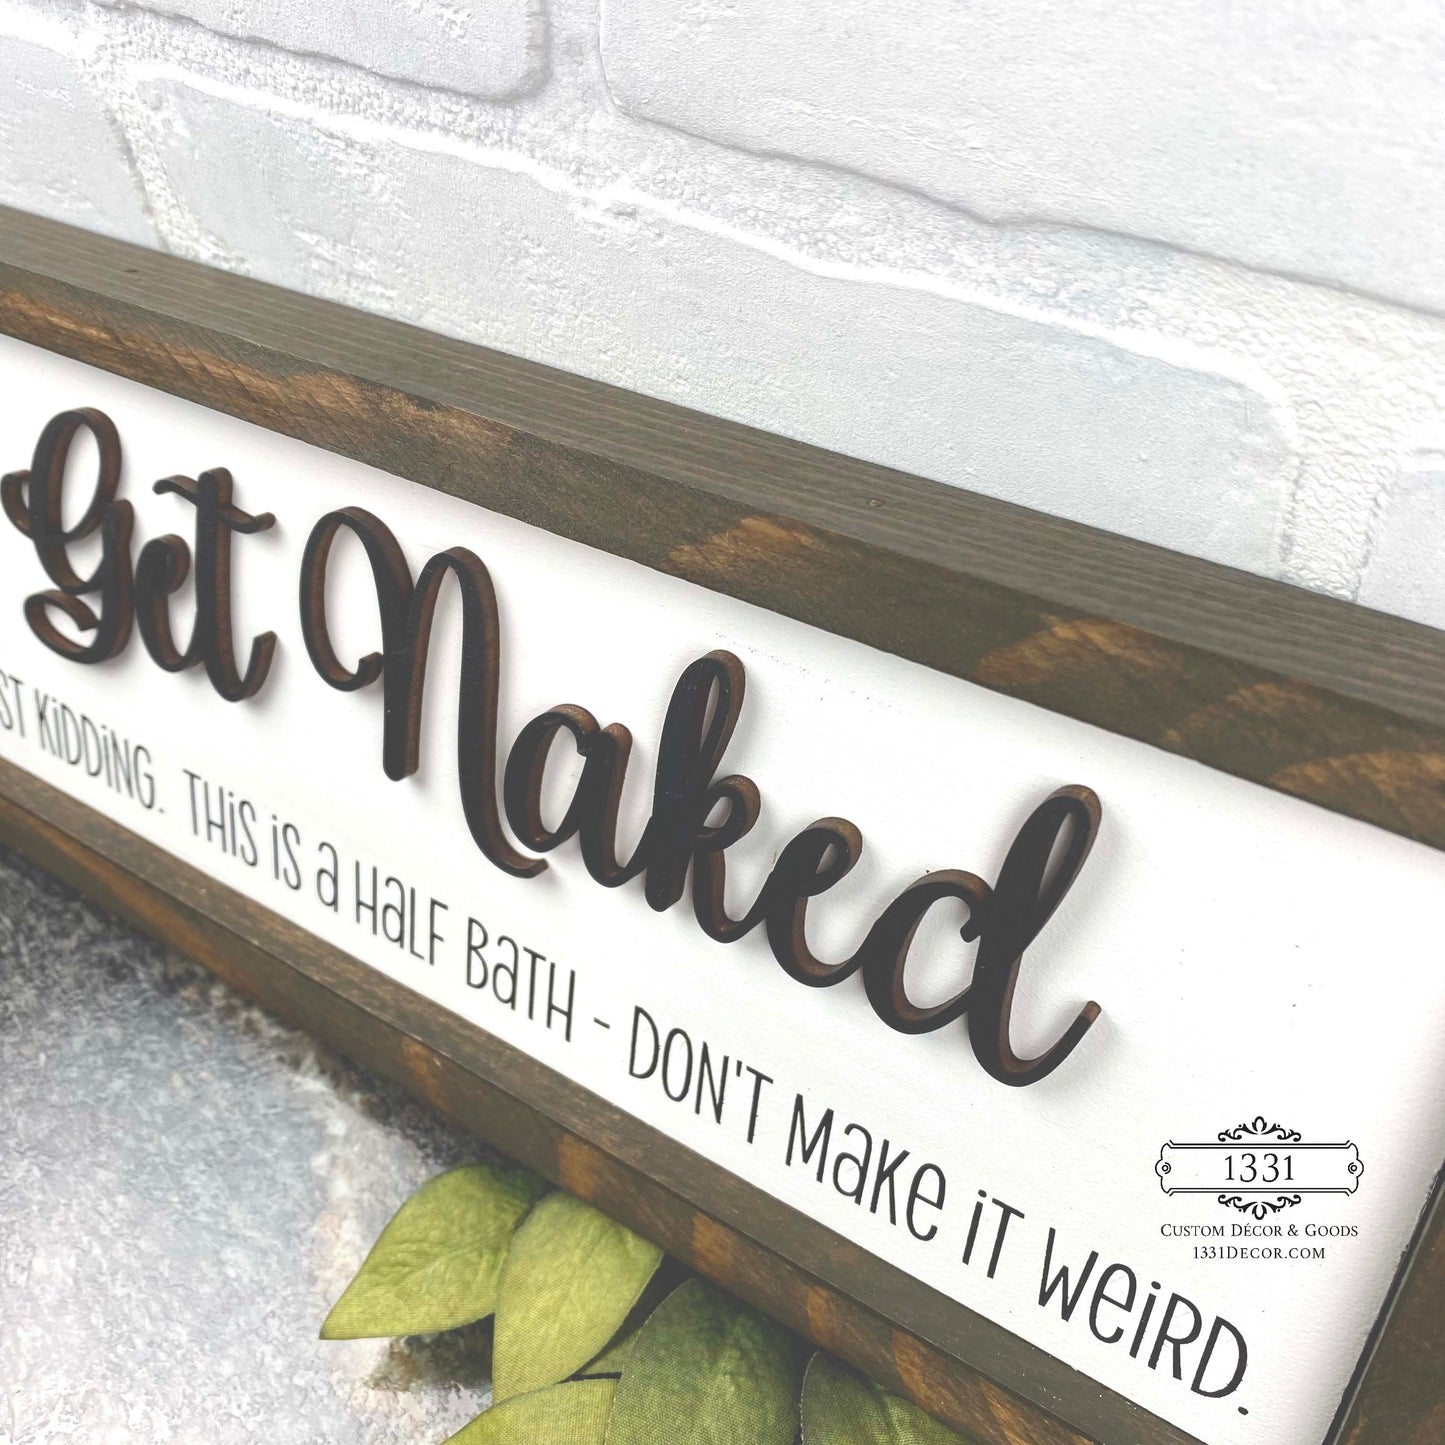 Get Naked
ST KiDDiNG. THiS iS a HaLF BaTH - DON'T MaKe iT WeiRD.
1331
Custom Décor & Goods
1331Decor.com